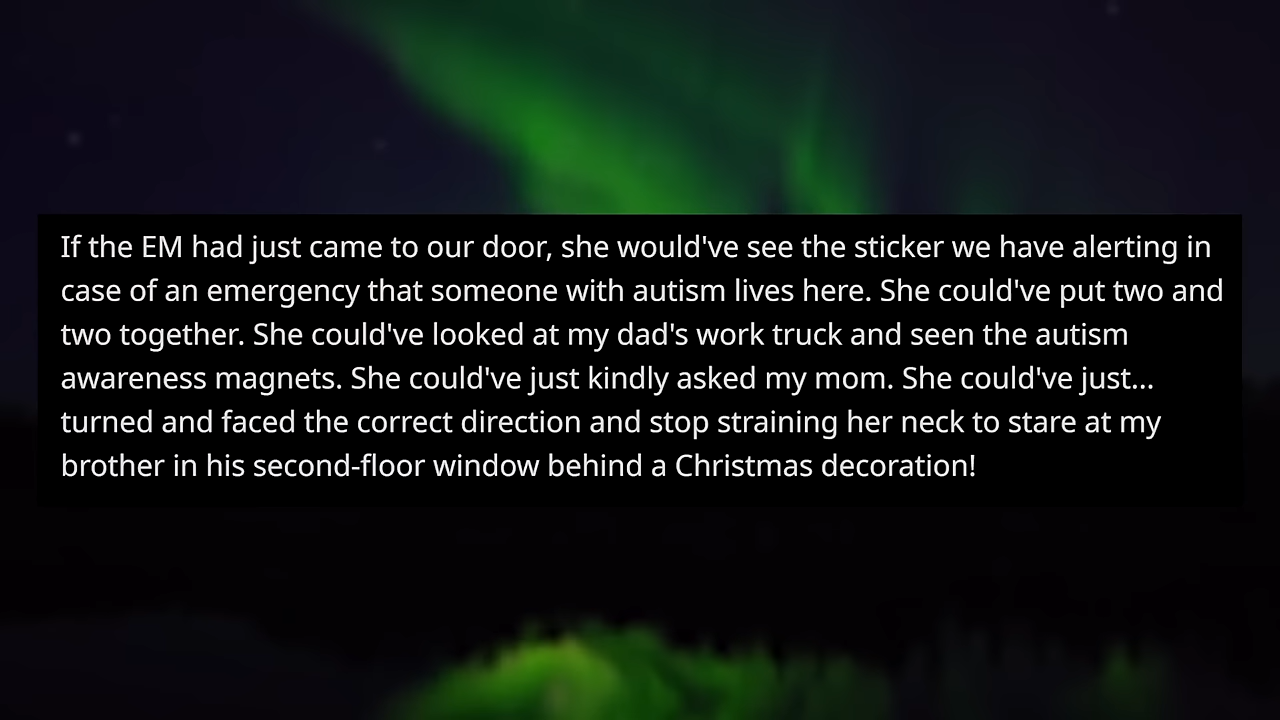 If the EM had just came to our door, she would've see the sticker we have alerting in
case of an emergency that someone with autism lives here. She could've put two and
two together. She could've looked at my dad's work truck and seen the autism
awareness magnets. She could've just kindly asked my mom. She could've just...
turned and faced the correct direction and stop straining her neck to stare at my
brother in his second-floor window behind a Christmas decoration!